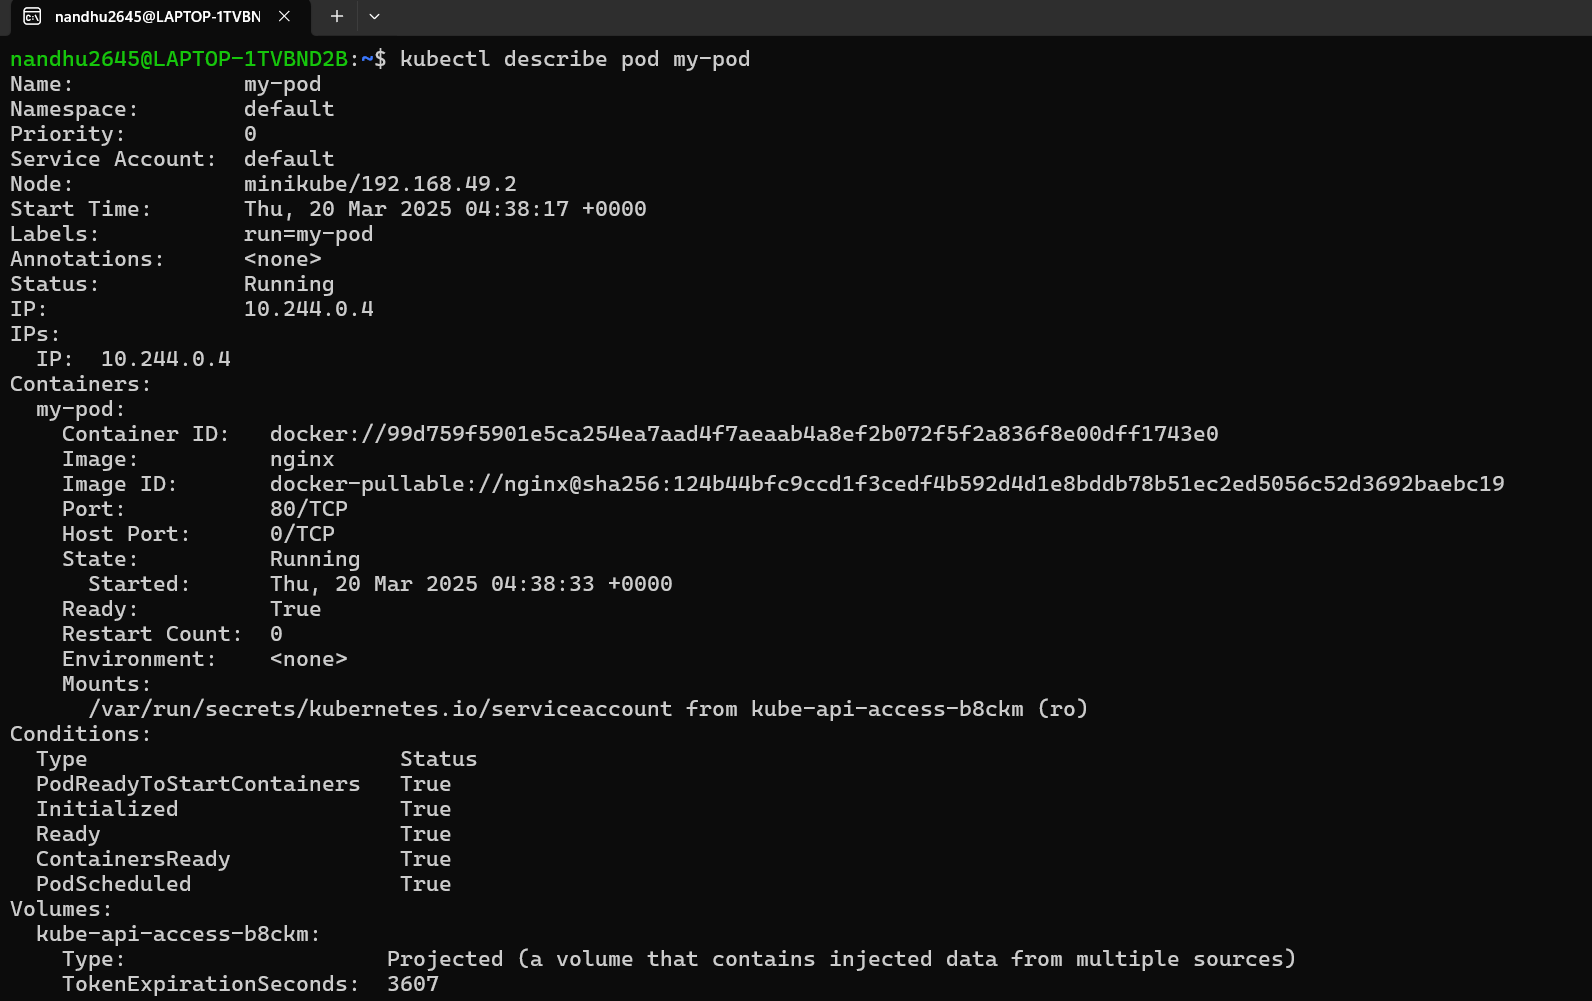 nandhu2645@LAPTOP-1TVBN
nandhu2645@LAPTOP-1TVBND2B:~$ kubectl describe pod my-pod
Name:             my-pod
Namespace:        default
Priority:         0
Service Account:  default
Node:             minikube/192.168.49.2
Start Time:       Thu, 20 Mar 2025 04:38:17 +0000
Labels:           run=my-pod
Annotations:      <none>
Status:           Running
IP:               10.244.0.4
IPs:
  IP:  10.244.0.4
Containers:
  my-pod:
    Container ID:   docker://99d759f5901e5ca254ea7aad4f7aeaab4a8ef2b072f5f2a836f8e00dff1743e0
    Image:          nginx
    Image ID:       docker-pullable://nginx@sha256:124b44bfc9ccd1f3cedf4b592d4d1e8bddb78b51ec2ed5056c52d3692baebc19
    Port:           80/TCP
    Host Port:      0/TCP
    State:          Running
      Started:      Thu, 20 Mar 2025 04:38:33 +0000
    Ready:          True
    Restart Count:  0
    Environment:    <none>
    Mounts:
      /var/run/secrets/kubernetes.io/serviceaccount from kube-api-access-b8ckm (ro)
Conditions:
  Type                        Status
  PodReadyToStartContainers   True
  Initialized                 True
  Ready                       True
  ContainersReady             True
  PodScheduled                True
Volumes:
  kube-api-access-b8ckm:
    Type:                    Projected (a volume that contains injected data from multiple sources)
    TokenExpirationSeconds:  3607